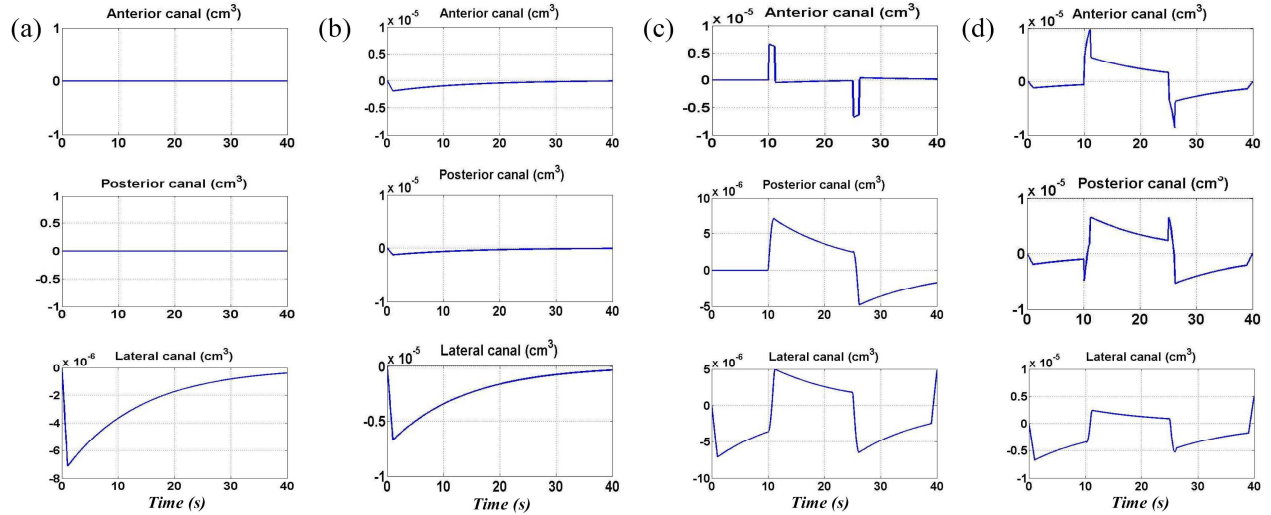 (a)
Anterior canal (cm³)
1
0.5
0
-0.5
-1
0 10 20 30 40
Posterior canal (cm³)
1
0.5
0
-0.5
-1
0 10 20 30 40
Lateral canal (cm³)
x 10⁻⁶
0
-2
-4
-6
-8
0 10 20 30 40
Time (s)
(b)
Anterior canal (cm³)
x 10⁻⁵
1
0.5
0
-0.5
-1
0 10 20 30 40
Posterior canal (cm³)
x 10⁻⁵
1
0
-1
0 10 20 30 40
Lateral canal (cm³)
x 10⁻⁵
0
-0.5
-1
0 10 20 30 40
Time (s)
(c)
Anterior canal (cm³)
x 10⁻⁵
1
0.5
0
-0.5
-1
0 10 20 30 40
Posterior canal (cm³)
x 10⁻⁶
10
5
0
-5
0 10 20 30 40
Lateral canal (cm³)
x 10⁻⁶
5
0
-5
-10
0 10 20 30 40
Time (s)
(d)
Anterior canal (cm³)
x 10⁻⁵
1
0.5
0
-0.5
-1
0 10 20 30 40
Posterior canal (cm³)
x 10⁻⁵
1
0
-1
0 10 20 30 40
Lateral canal (cm³)
x 10⁻⁵
1
0.5
0
-0.5
-1
0 10 20 30 40
Time (s)